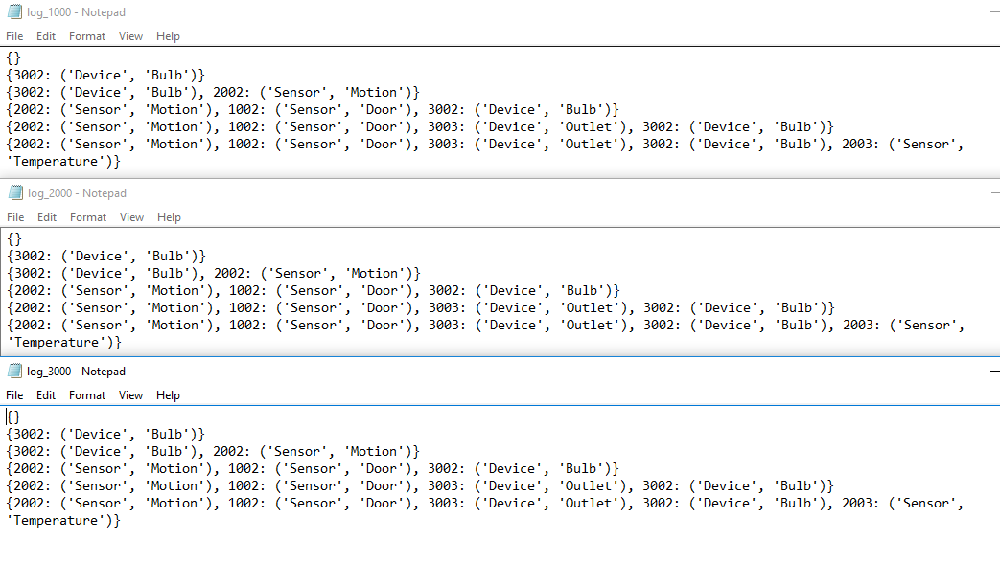 log_1000 - Notepad
File Edit Format View Help
{}
{3002: ('Device', 'Bulb')}
{3002: ('Device', 'Bulb'), 2002: ('Sensor', 'Motion')}
{2002: ('Sensor', 'Motion'), 1002: ('Sensor', 'Door'), 3002: ('Device', 'Bulb')}
{2002: ('Sensor', 'Motion'), 1002: ('Sensor', 'Door'), 3003: ('Device', 'Outlet'), 3002: ('Device', 'Bulb')}
{2002: ('Sensor', 'Motion'), 1002: ('Sensor', 'Door'), 3003: ('Device', 'Outlet'), 3002: ('Device', 'Bulb'), 2003: ('Sensor',
'Temperature')}
log_2000 - Notepad
File Edit Format View Help
{}
{3002: ('Device', 'Bulb')}
{3002: ('Device', 'Bulb'), 2002: ('Sensor', 'Motion')}
{2002: ('Sensor', 'Motion'), 1002: ('Sensor', 'Door'), 3002: ('Device', 'Bulb')}
{2002: ('Sensor', 'Motion'), 1002: ('Sensor', 'Door'), 3003: ('Device', 'Outlet'), 3002: ('Device', 'Bulb')}
{2002: ('Sensor', 'Motion'), 1002: ('Sensor', 'Door'), 3003: ('Device', 'Outlet'), 3002: ('Device', 'Bulb'), 2003: ('Sensor',
'Temperature')}
log_3000 - Notepad
File Edit Format View Help
{}
{3002: ('Device', 'Bulb')}
{3002: ('Device', 'Bulb'), 2002: ('Sensor', 'Motion')}
{2002: ('Sensor', 'Motion'), 1002: ('Sensor', 'Door'), 3002: ('Device', 'Bulb')}
{2002: ('Sensor', 'Motion'), 1002: ('Sensor', 'Door'), 3003: ('Device', 'Outlet'), 3002: ('Device', 'Bulb')}
{2002: ('Sensor', 'Motion'), 1002: ('Sensor', 'Door'), 3003: ('Device', 'Outlet'), 3002: ('Device', 'Bulb'), 2003: ('Sensor',
'Temperature')}